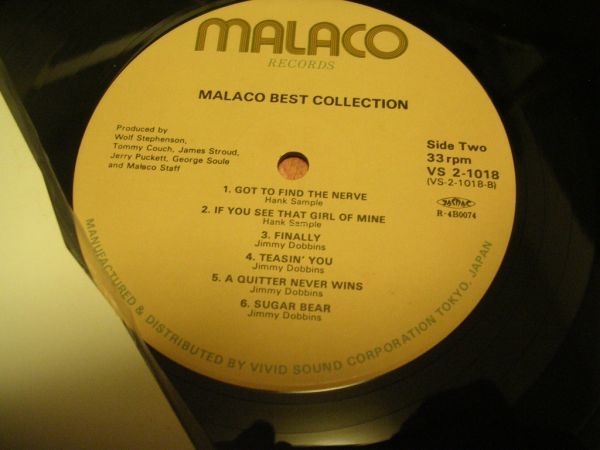 MALACO
RECORDS
MALACO BEST COLLECTION
Produced by
Wolf Stephenson,
Tommy Couch, James Stroud,
Jerry Puckett, George Soule
and Malaco Staff
Side Two
33 rpm
VS 2-1018
(VS-2-1018-B)
R-4B0074
1. GOT TO FIND THE NERVE
Hank Sample
2. IF YOU SEE THAT GIRL OF MINE
Hank Sample
3. FINALLY
Jimmy Dobbins
4. TEASIN' YOU
Jimmy Dobbins
5. A QUITTER NEVER WINS
Jimmy Dobbins
6. SUGAR BEAR
Jimmy Dobbins
MANUFACTURED & DISTRIBUTED BY VIVID SOUND CORPORATION TOKYO. JAPAN